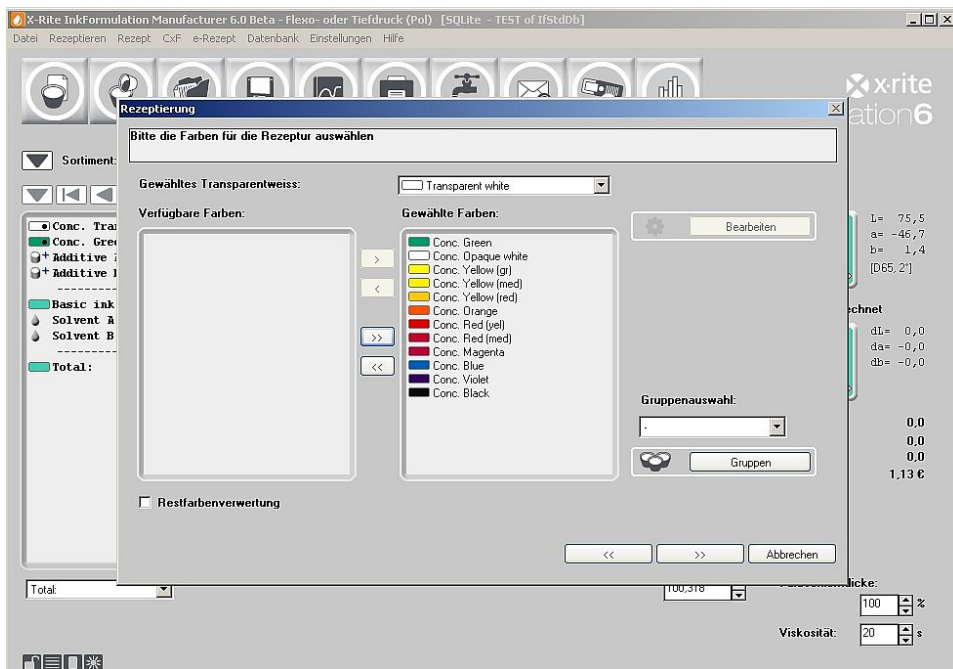 X-Rite InkFormulation Manufacturer 6.0 Beta - Flexo- oder Tiefdruck (Pol) [SQLite - TEST of IfStdDb]
Datei Rezeptieren Rezept CxF e-Rezept Datenbank Einstellungen Hilfe
x-rite
ation6
Rezeptierung
Bitte die Farben für die Rezeptur auswählen
Sortiment:
Gewähltes Transparentweiss:
Transparent white
Verfügbare Farben:
Gewählte Farben:
Bearbeiten
>
<
>>
<<
Conc. Green
Conc. Opaque white
Conc. Yellow (gr)
Conc. Yellow (med)
Conc. Yellow (red)
Conc. Orange
Conc. Red (yel)
Conc. Red (med)
Conc. Magenta
Conc. Blue
Conc. Violet
Conc. Black
Gruppenauswahl:
-
Gruppen
Restfarbenverwertung
<< >> Abbrechen
Conc. Tra
Conc. Gre
Additive
Additive
Basic ink
Solvent A
Solvent B
Total:
L= 75,5
a= -46,7
b= 1,4
[D65, 2°]
echnet
dL= 0,0
da= -0,0
db= -0,0
0,0
0,0
0,0
1,13 €
Total:
100,318
licke:
100 %
Viskosität: 20 s